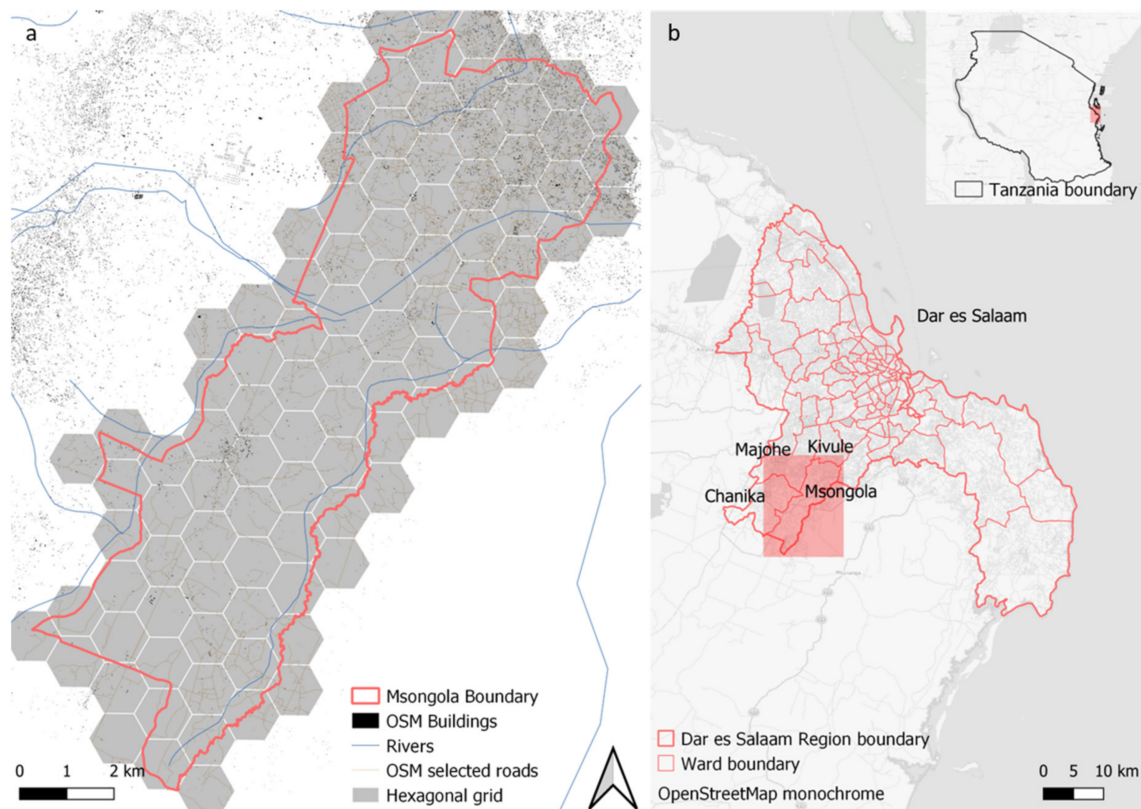 a
Msongola Boundary
OSM Buildings
Rivers
OSM selected roads
Hexagonal grid
0 1 2 km
b
Tanzania boundary
Dar es Salaam
Majohe
Kivule
Chanika
Msongola
Dar es Salaam Region boundary
Ward boundary
OpenStreetMap monochrome
0 5 10 km